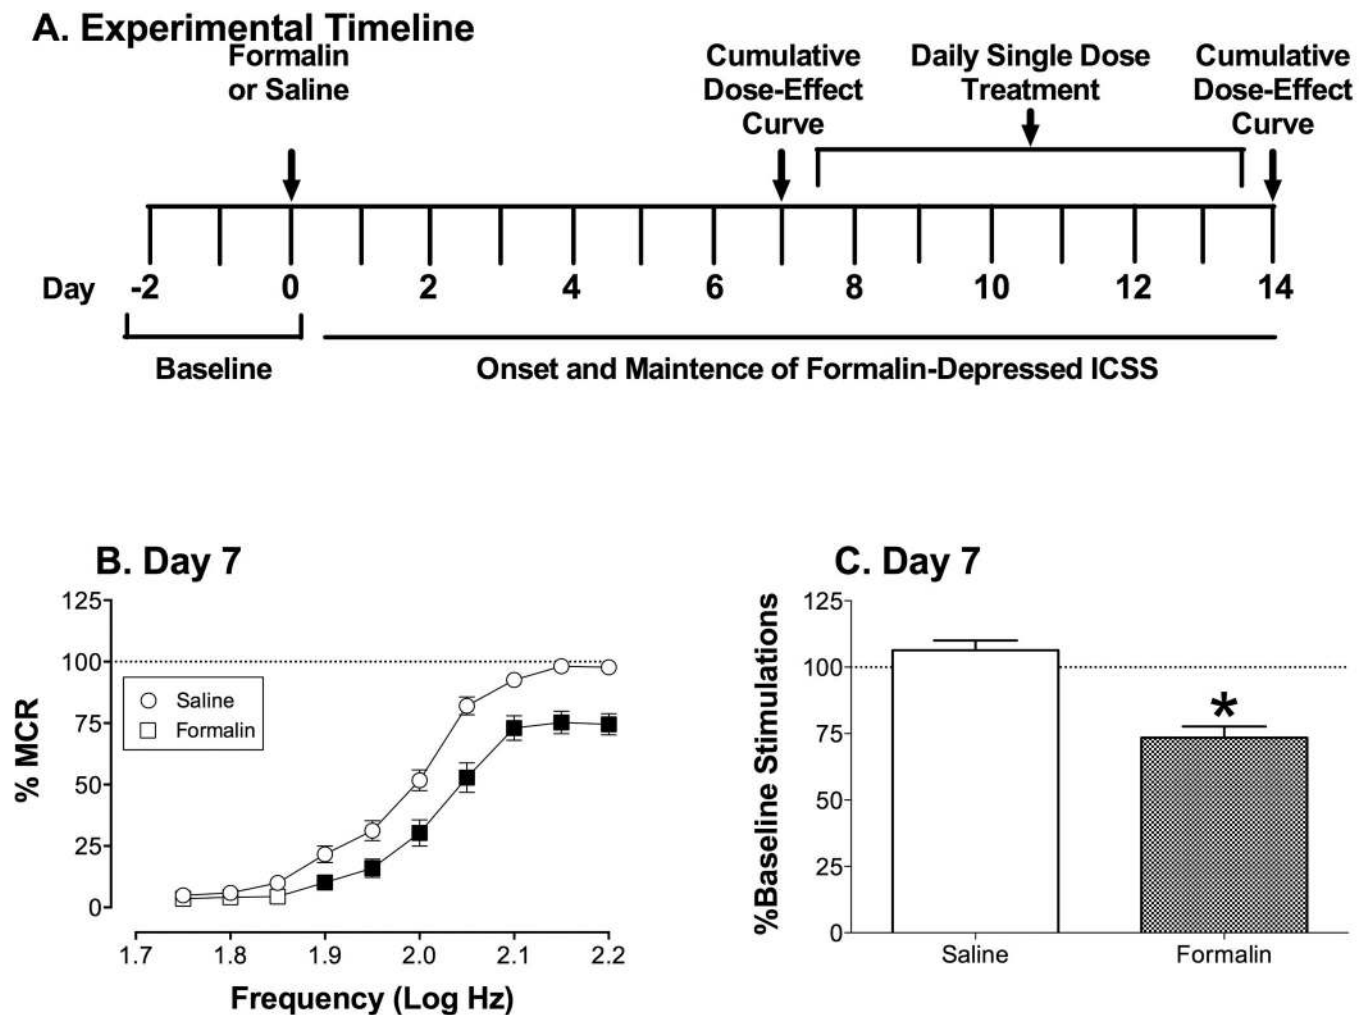 A. Experimental Timeline
Formalin
or Saline
Cumulative
Dose-Effect
Curve
Daily Single Dose
Treatment
Cumulative
Dose-Effect
Curve
Day -2 0 2 4 6 8 10 12 14
Baseline
Onset and Maintence of Formalin-Depressed ICSS
B. Day 7
% MCR
125
100
75
50
25
0
Saline
Formalin
1.7 1.8 1.9 2.0 2.1 2.2
Frequency (Log Hz)
C. Day 7
%Baseline Stimulations
125
100
75
50
25
0
*
Saline Formalin